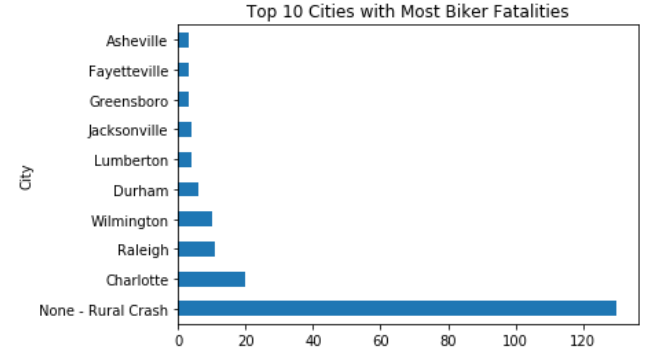 Top 10 Cities with Most Biker Fatalities
Asheville
Fayetteville
Greensboro
Jacksonville
Lumberton
Durham
Wilmington
Raleigh
Charlotte
None - Rural Crash
City
0 20 40 60 80 100 120